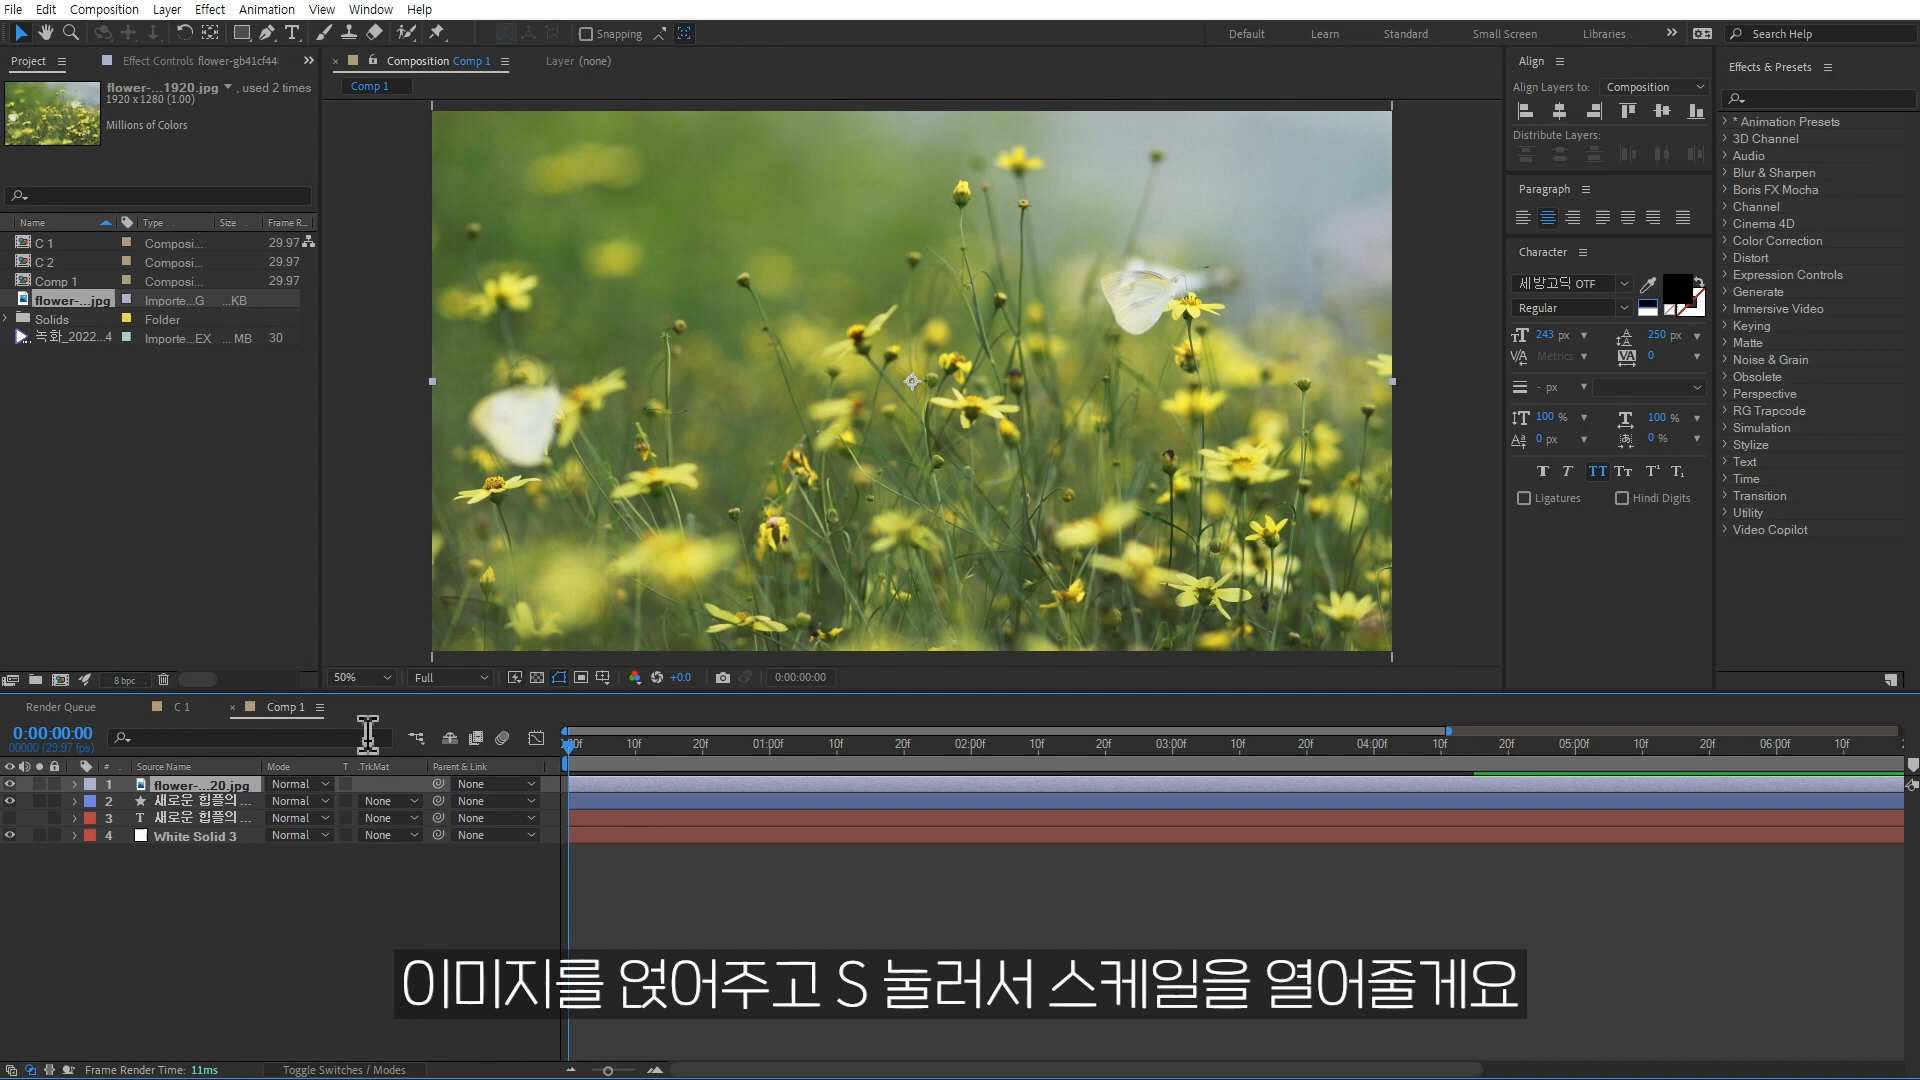 File Edit Composition Layer Effect Animation View Window Help
Snapping
Default Learn Standard Small Screen Libraries
Search Help
Project
Effect Controls flower-gb41cf44
flower-...1920.jpg , used 2 times
1920 x 1280 (1.00)
Millions of Colors
Name Type Size Frame R...
C 1 Composi... 29.97
C 2 Composi... 29.97
Comp 1 Composi... 29.97
flower-...jpg Importe...G ...KB
Solids Folder
녹화_2022...4 Importe...EX ... MB 30
8 bpc
Composition Comp 1
Layer (none)
Comp 1
50% Full +0.0 0:00:00:00
Align
Align Layers to: Composition
Distribute Layers:
Paragraph
Character
세방고딕 OTF
Regular
243 px 250 px
Metrics 0
- px
100 % 100 %
0 px 0 %
Ligatures Hindi Digits
Effects & Presets
* Animation Presets
3D Channel
Audio
Blur & Sharpen
Boris FX Mocha
Channel
Cinema 4D
Color Correction
Distort
Expression Controls
Generate
Immersive Video
Keying
Matte
Noise & Grain
Obsolete
Perspective
RG Trapcode
Simulation
Stylize
Text
Time
Transition
Utility
Video Copilot
Render Queue C 1 Comp 1
0:00:00:00
00000 (29.97 fps)
10f 20f 01:00f 10f 20f 02:00f 10f 20f 03:00f 10f 20f 04:00f 10f 20f 05:00f 10f 20f 06:00f 10f
# Source Name Mode T .TrkMat Parent & Link
1 flower-...20.jpg Normal None
2 새로운 힙플의 ... Normal None None
3 T 새로운 힙플의 ... Normal None None
4 White Solid 3 Normal None None
이미지를 얹어주고 S 눌러서 스케일을 열어줄게요
Frame Render Time: 11ms Toggle Switches / Modes